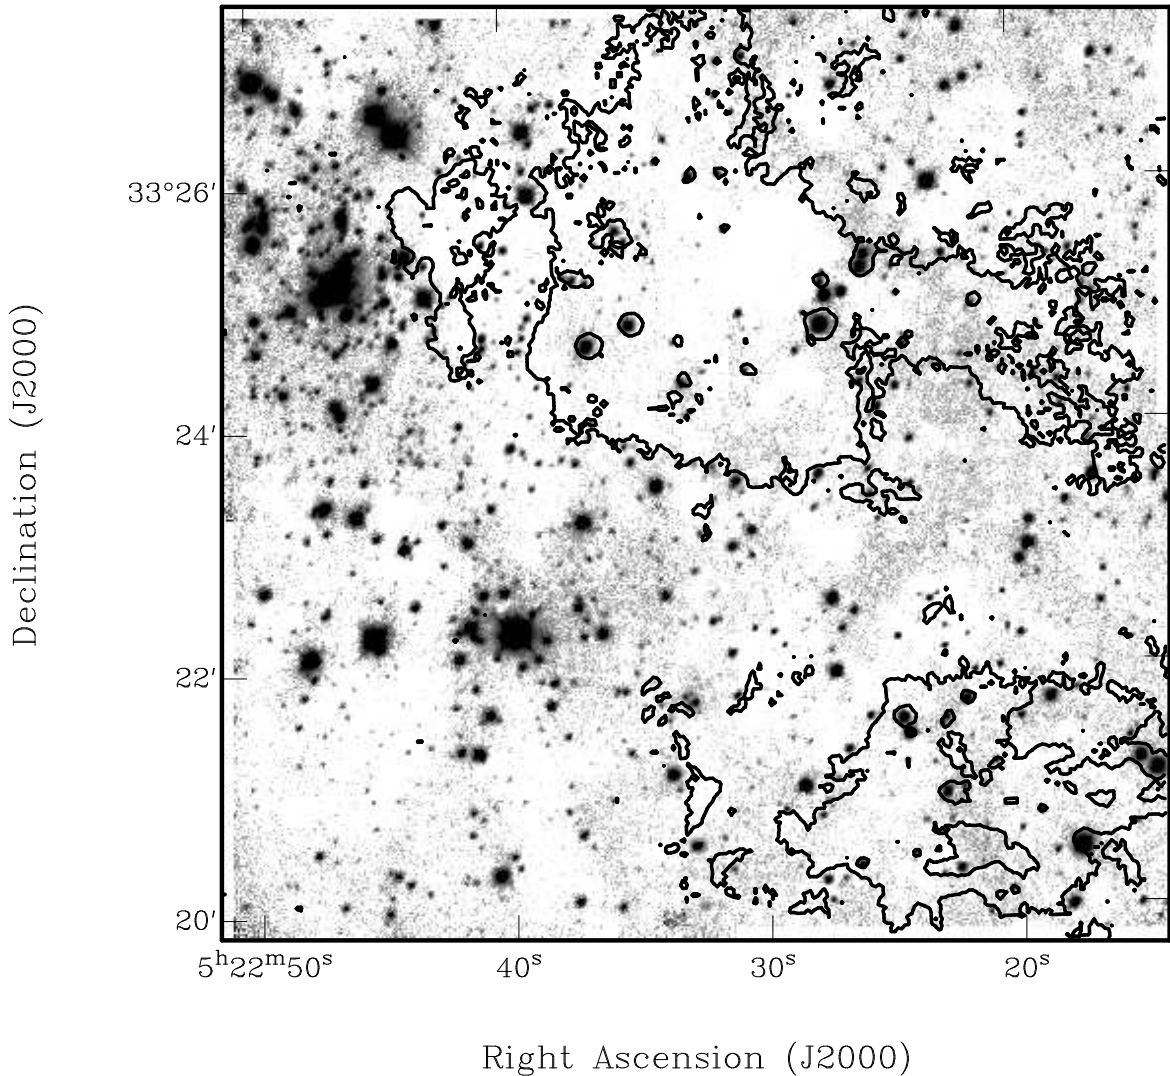 Declination (J2000)
33°26′
24′
22′
20′
5ʰ22ᵐ50ˢ 40ˢ 30ˢ 20ˢ
Right Ascension (J2000)